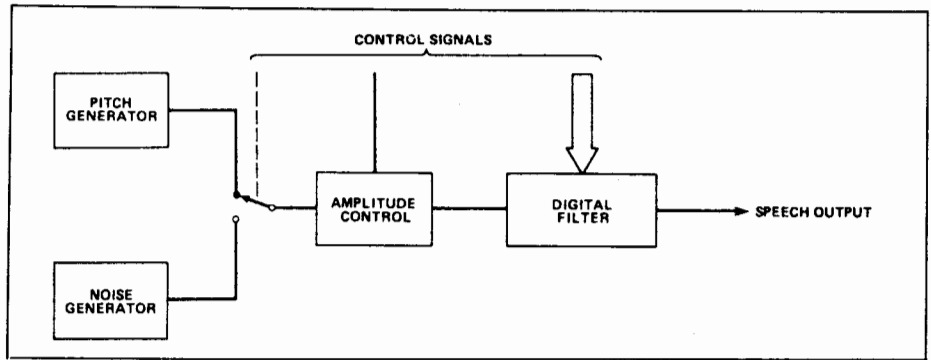 CONTROL SIGNALS
PITCH
GENERATOR
AMPLITUDE
CONTROL
DIGITAL
FILTER
SPEECH OUTPUT
NOISE
GENERATOR